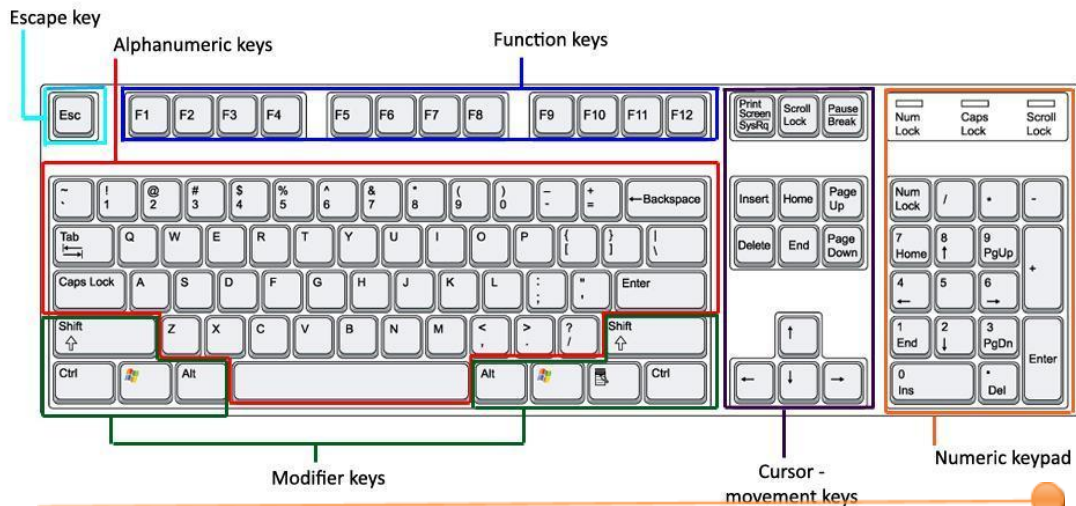 Escape key
Alphanumeric keys
Function keys
Esc F1 F2 F3 F4 F5 F6 F7 F8 F9 F10 F11 F12
Print Screen SysRq
Scroll Lock
Pause Break
Num Lock
Caps Lock
Scroll Lock
~ ` ! 1 @ 2 # 3 $ 4 % 5 ^ 6 & 7 * 8 ( 9 ) 0 – - + = ←Backspace
Insert Home Page Up
Num Lock / * -
Tab Q W E R T Y U I O P { [ } ] | \
Delete End Page Down
7 Home 8 ↑ 9 PgUp +
Caps Lock A S D F G H J K L : ; " ' Enter
4 ← 5 6 →
Shift Z X C V B N M < , > . ? / Shift
↑
1 End 2 ↓ 3 PgDn Enter
Ctrl Alt Alt Ctrl
← ↓ →
0 Ins . Del
Modifier keys
Cursor -
movement keys
Numeric keypad